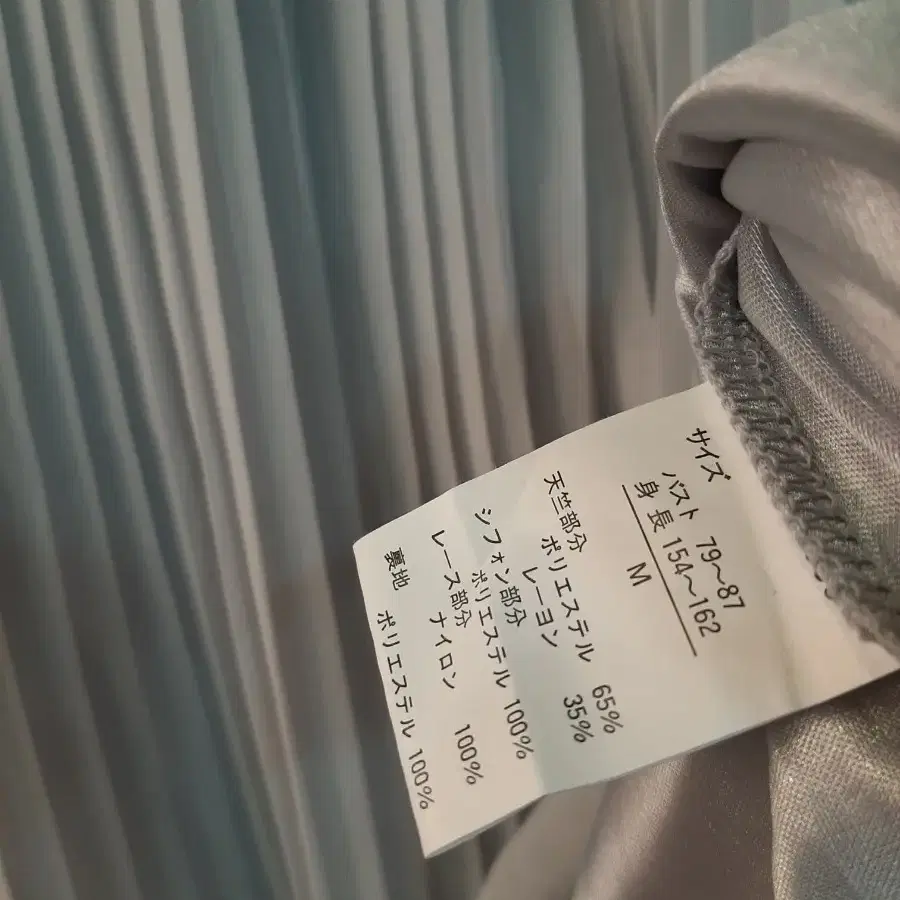 サイズ
バスト 79~87
身長 154~162
M
天竺部分
ポリエステル 65%
レーヨン 35%
シフォン部分
ポリエステル 100%
レース部分
ナイロン 100%
裏地
ポリエステル 100%